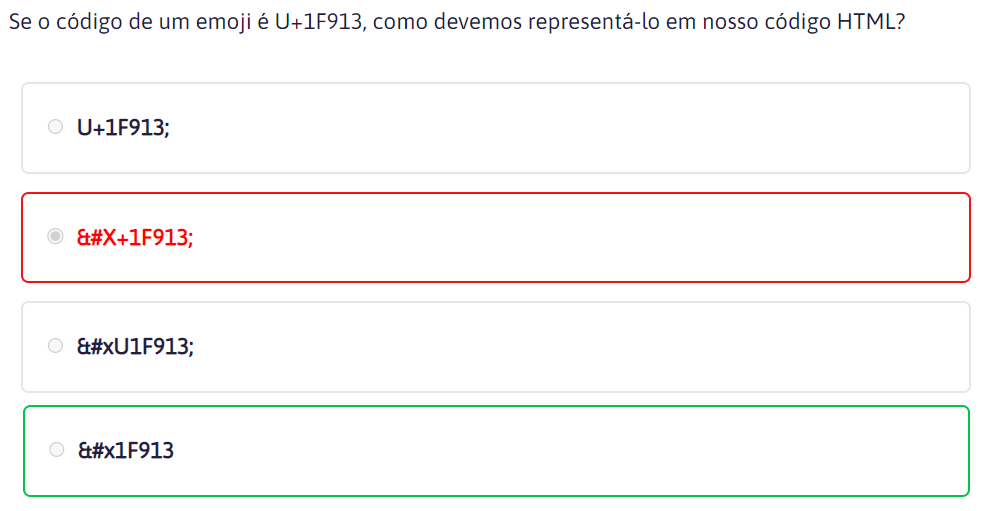 Se o código de um emoji é U+1F913, como devemos representá-lo em nosso código HTML?
U+1F913;
&#X+1F913;
&#xU1F913;
&#x1F913